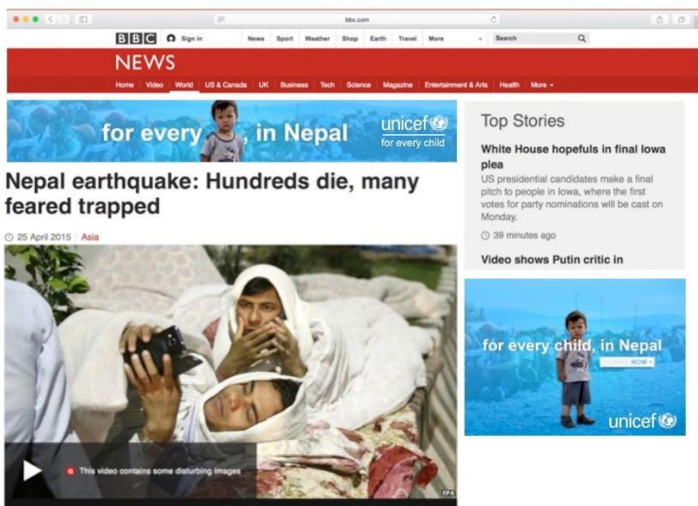 bbc.com
BBC Sign in News Sport Weather Shop Earth Travel More Search
NEWS
Home Video World US & Canada UK Business Tech Science Magazine Entertainment & Arts Health More
for every , in Nepal
unicef
for every child
Nepal earthquake: Hundreds die, many
feared trapped
25 April 2015 Asia
This video contains some disturbing images
EPA
Top Stories
White House hopefuls in final Iowa
plea
US presidential candidates make a final
pitch to people in Iowa, where the first
votes for party nominations will be cast on
Monday.
39 minutes ago
Video shows Putin critic in
for every child, in Nepal
DONATE NOW
unicef